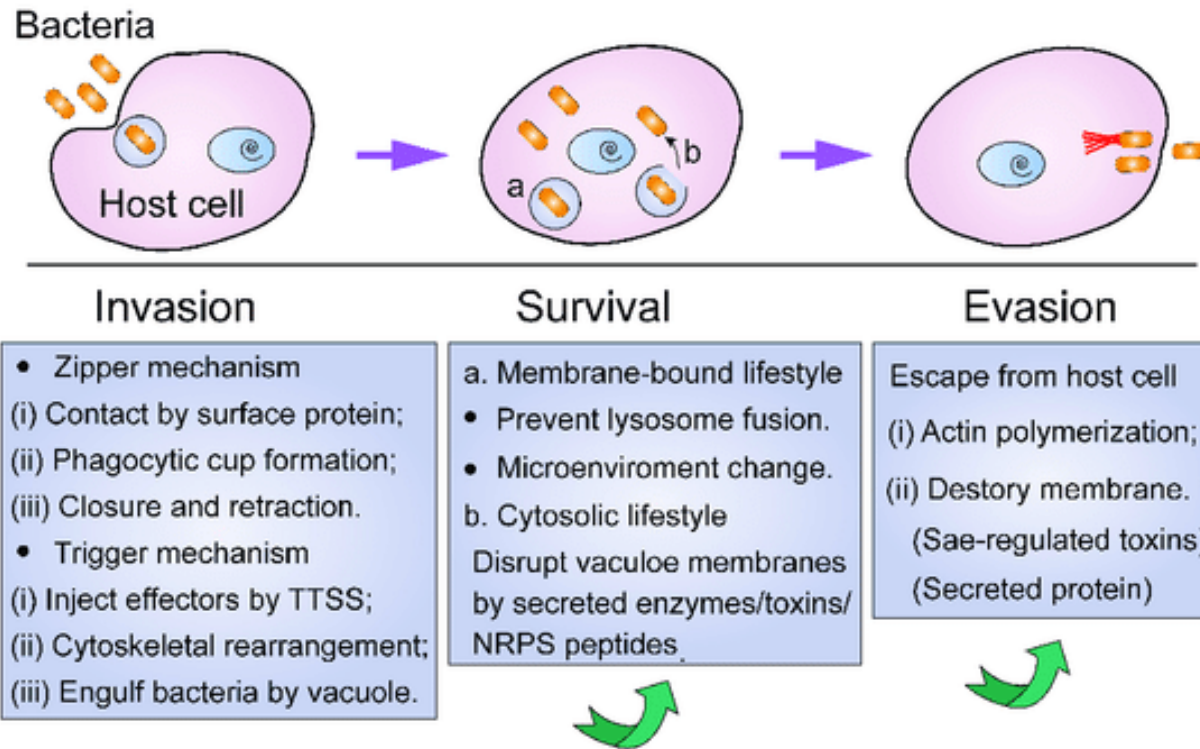 Bacteria
Host cell
a
b
Invasion
Survival
Evasion
• Zipper mechanism
(i) Contact by surface protein;
(ii) Phagocytic cup formation;
(iii) Closure and retraction.
• Trigger mechanism
(i) Inject effectors by TTSS;
(ii) Cytoskeletal rearrangement;
(iii) Engulf bacteria by vacuole.
a. Membrane-bound lifestyle
• Prevent lysosome fusion.
• Microenviroment change.
b. Cytosolic lifestyle
Disrupt vaculoe membranes
by secreted enzymes/toxins/
NRPS peptides.
Escape from host cell
(i) Actin polymerization;
(ii) Destory membrane.
(Sae-regulated toxins
(Secreted protein)